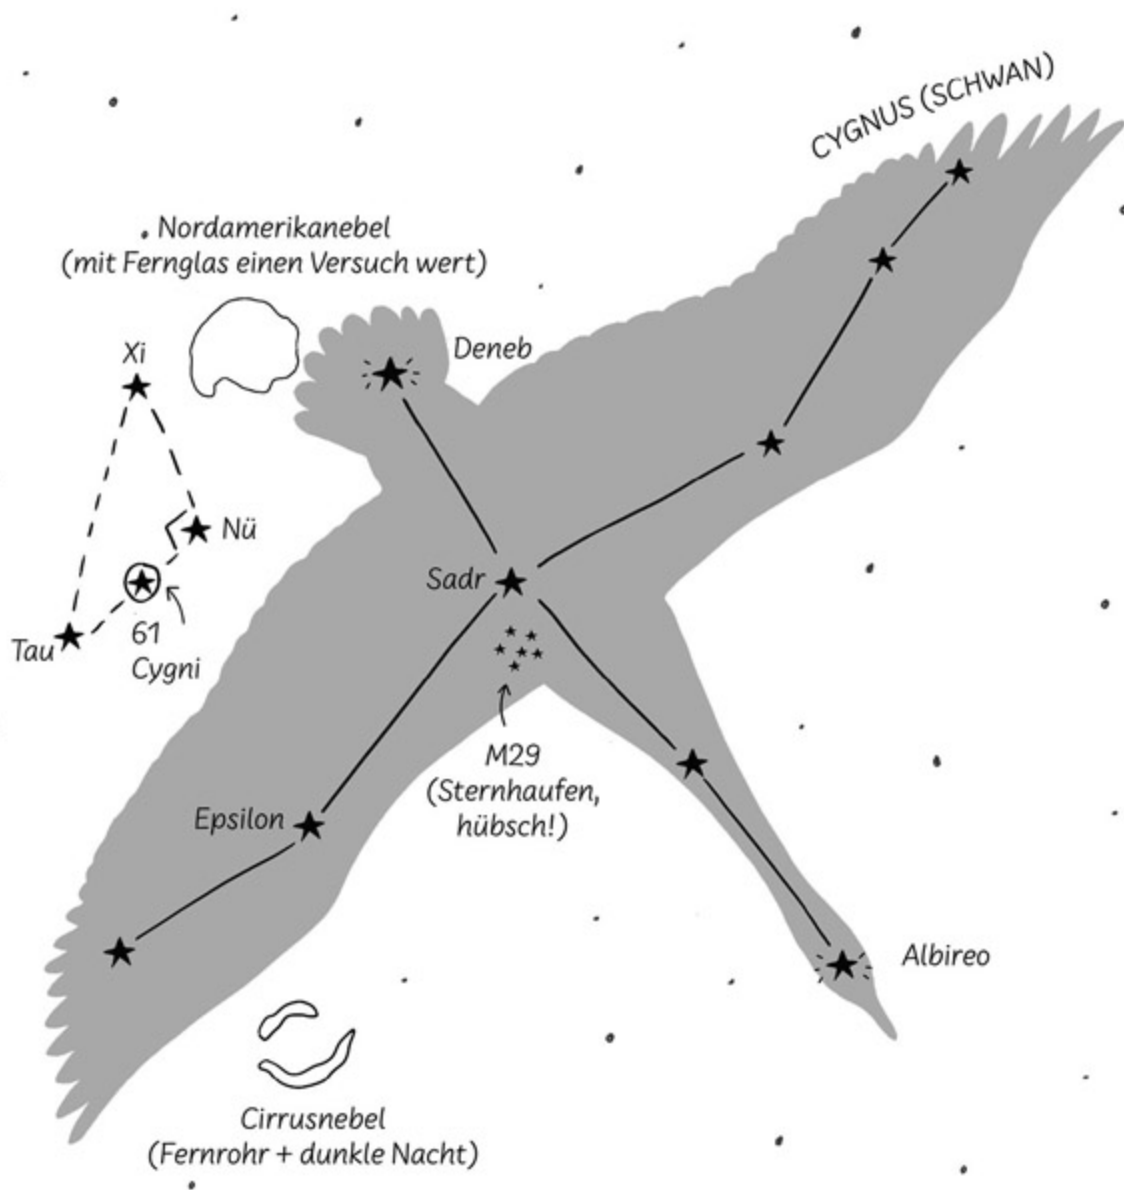 CYGNUS (SCHWAN)
Nordamerikanebel
(mit Fernglas einen Versuch wert)
Deneb
Xi
Nü
Sadr
61
Cygni
Tau
M29
(Sternhaufen,
hübsch!)
Epsilon
Albireo
Cirrusnebel
(Fernrohr + dunkle Nacht)